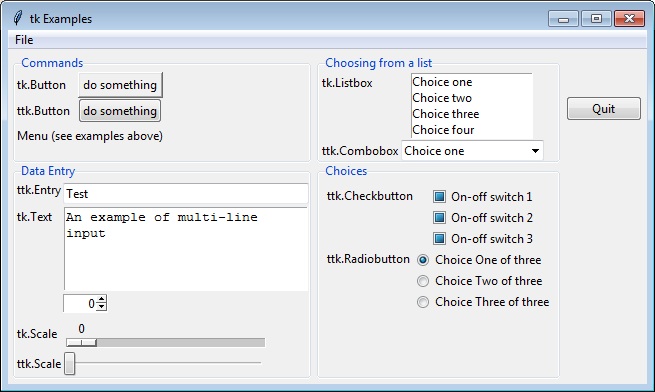 tk Examples
File
Commands
tk.Button do something
ttk.Button do something
Menu (see examples above)
Choosing from a list
tk.Listbox Choice one
Choice two
Choice three
Choice four
ttk.Combobox Choice one
Quit
Data Entry
ttk.Entry Test
tk.Text An example of multi-line
input
0
tk.Scale 0
ttk.Scale
Choices
ttk.Checkbutton On-off switch 1
On-off switch 2
On-off switch 3
ttk.Radiobutton Choice One of three
Choice Two of three
Choice Three of three